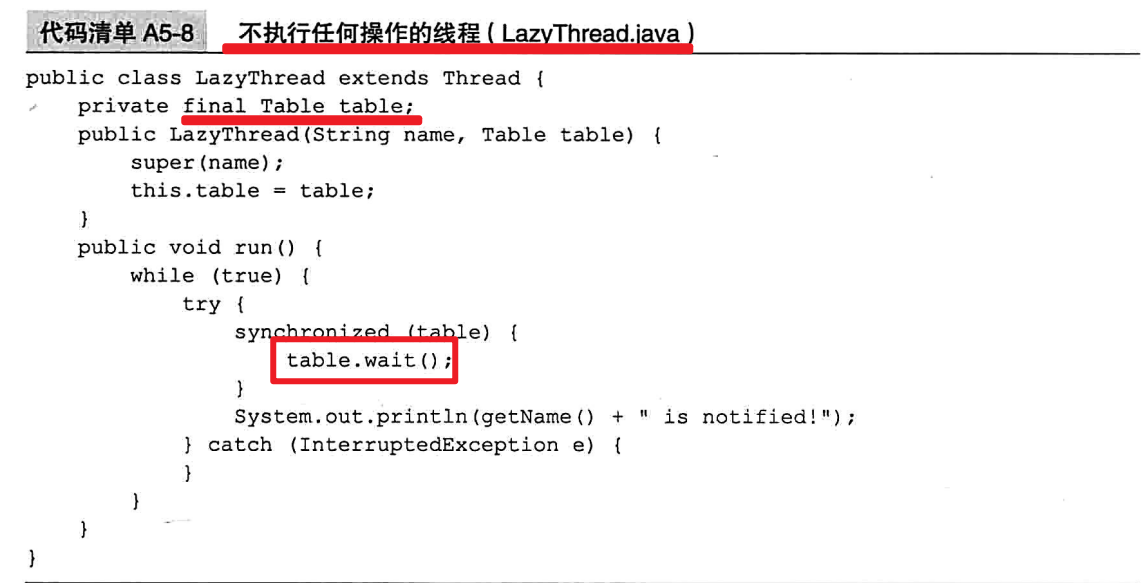 代码清单 A5-8 不执行任何操作的线程（LazyThread.java）
public class LazyThread extends Thread {
    private final Table table;
    public LazyThread(String name, Table table) {
        super(name);
        this.table = table;
    }
    public void run() {
        while (true) {
            try {
                synchronized (table) {
                    table.wait();
                }
                System.out.println(getName() + " is notified!");
            } catch (InterruptedException e) {
            }
        }
    }
}